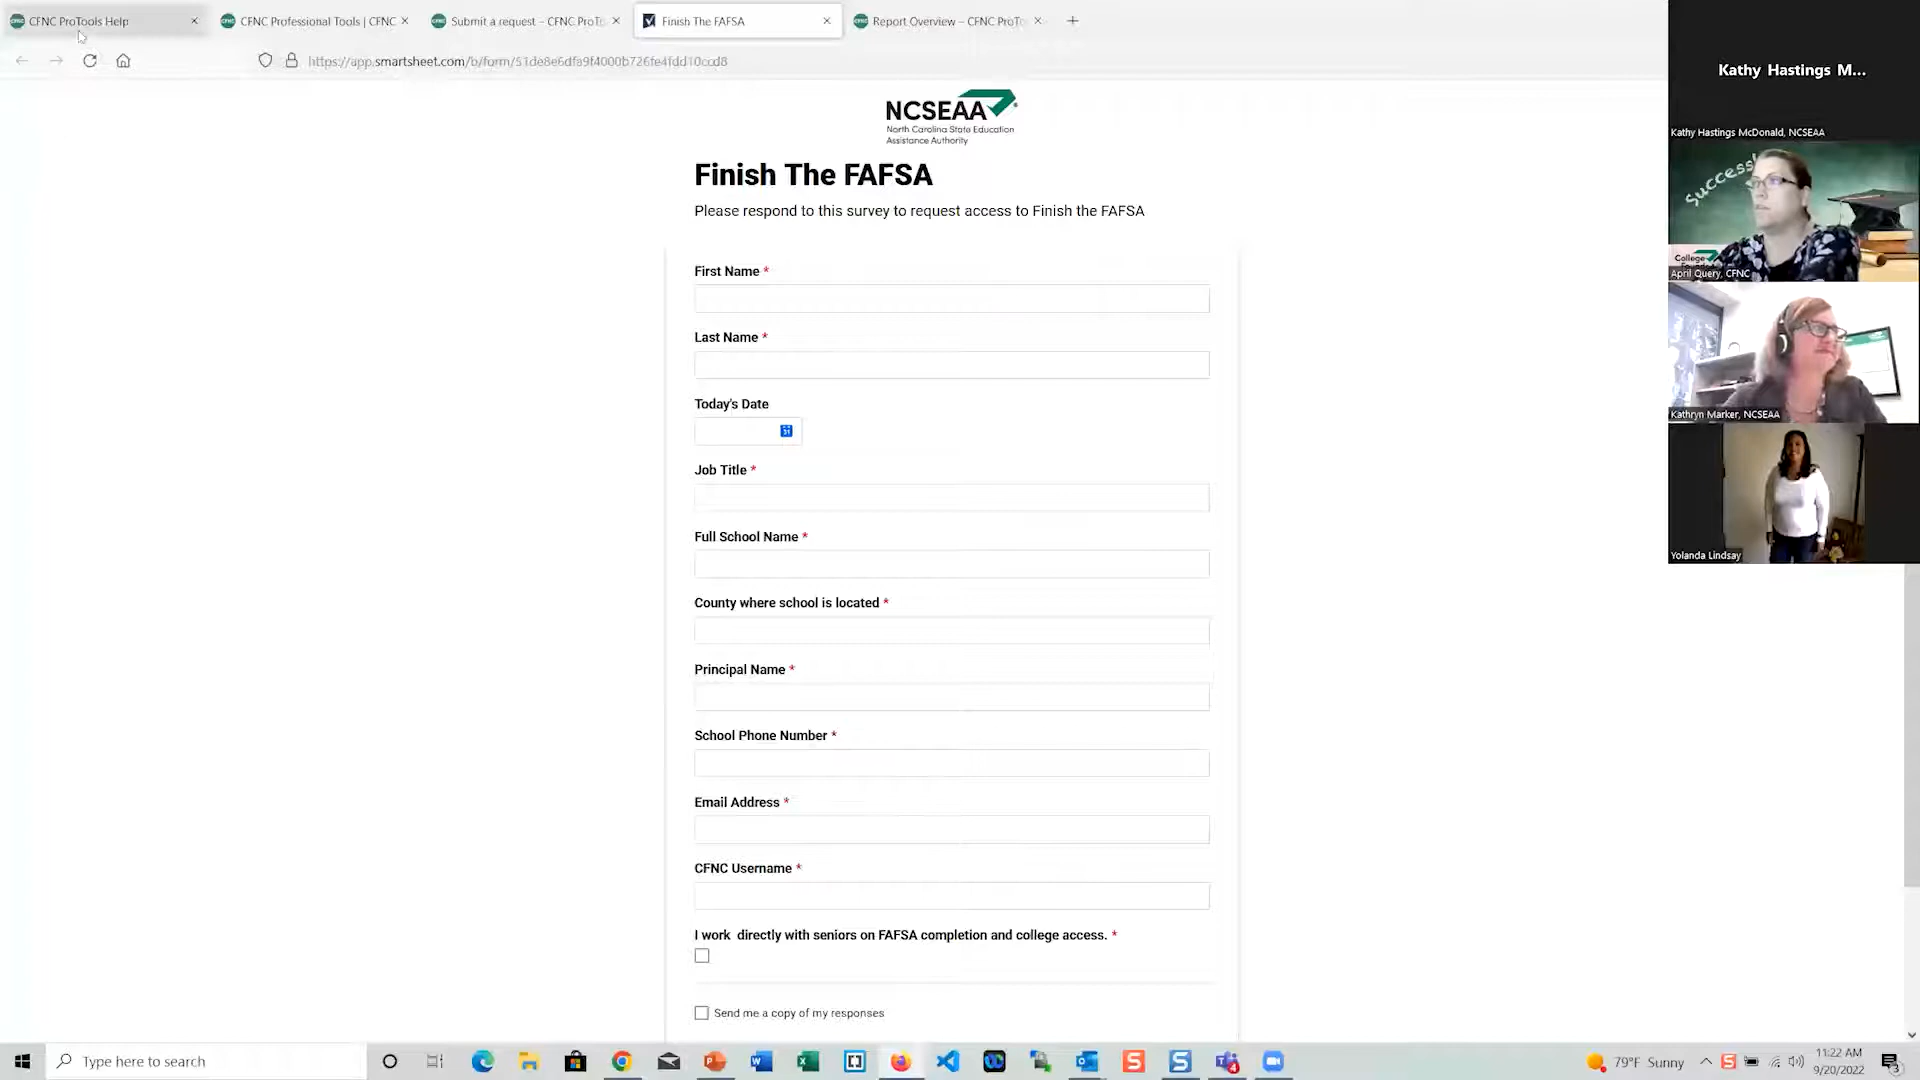 CFNC ProTools Help
CFNC Professional Tools | CFNC
Submit a request – CFNC ProTo
Finish The FAFSA
Report Overview – CFNC ProTo
https://app.smartsheet.com/b/form/51de8e6dfa9f4000b726fe4fdd10ccd8
NCSEAA
North Carolina State Education
Assistance Authority
Finish The FAFSA
Please respond to this survey to request access to Finish the FAFSA
First Name *
Last Name *
Today's Date
31
Job Title *
Full School Name *
County where school is located *
Principal Name *
School Phone Number *
Email Address *
CFNC Username *
I work directly with seniors on FAFSA completion and college access. *
Send me a copy of my responses
Kathy Hastings M...
Kathy Hastings McDonald, NCSEAA
Success!
College
April Query, CFNC
Kathryn Marker, NCSEAA
Yolanda Lindsay
Type here to search
79°F Sunny
11:22 AM
9/20/2022